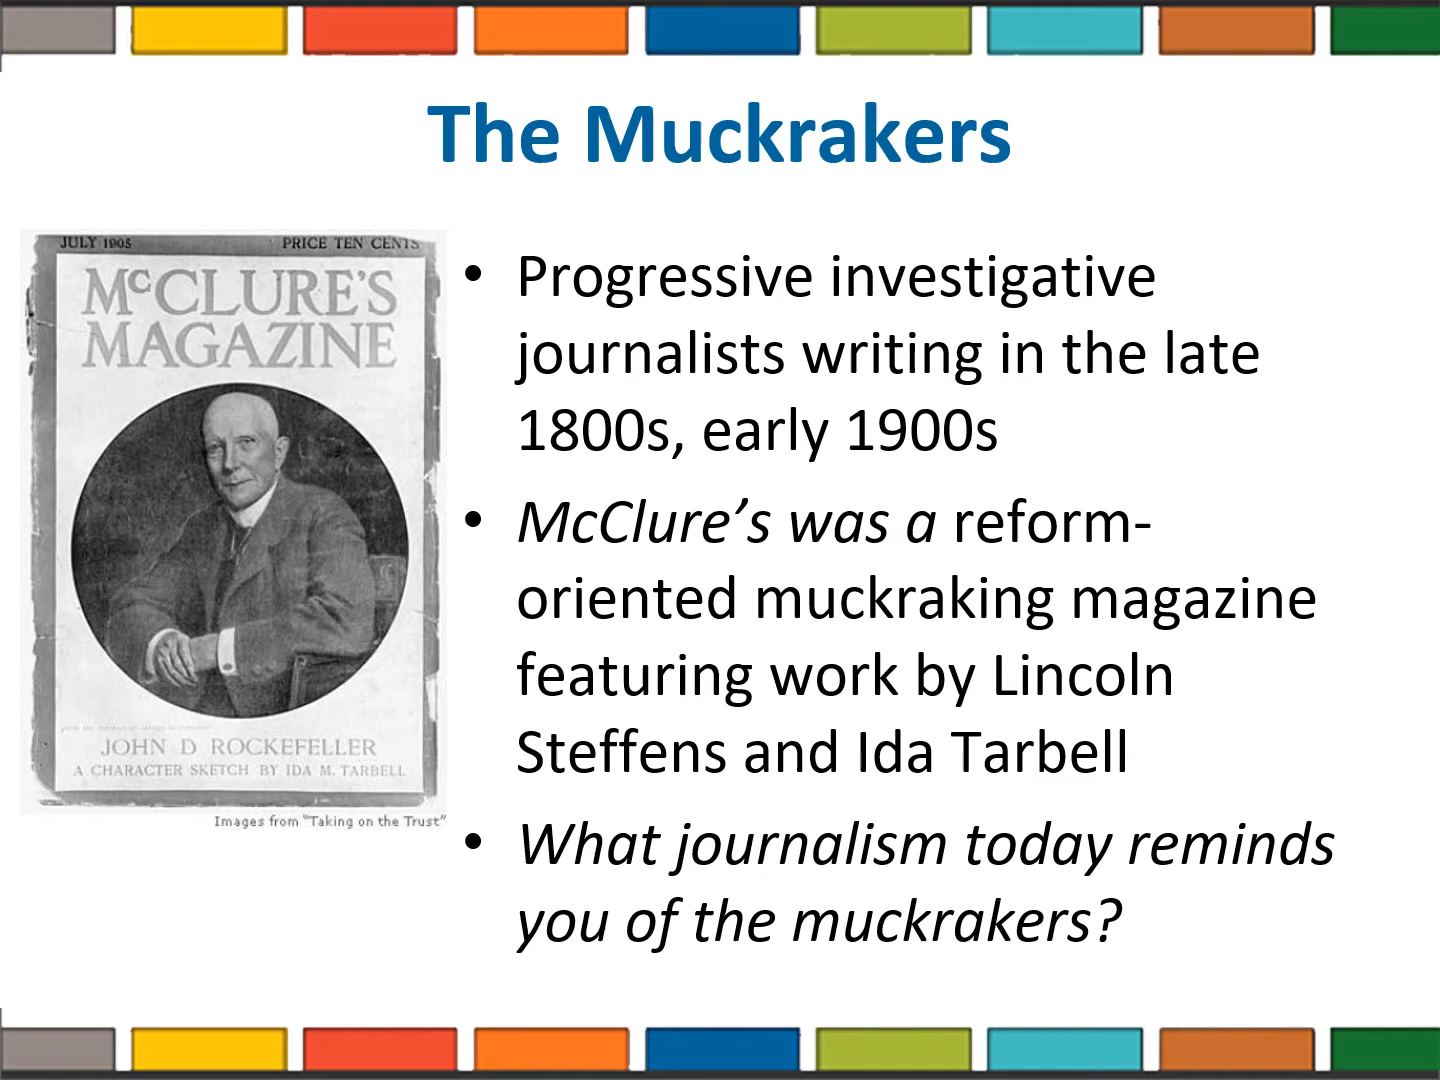 The Muckrakers
JULY 1905 PRICE TEN CENTS
McCLURE'S
MAGAZINE
JOHN D ROCKEFELLER
A CHARACTER SKETCH BY IDA M. TARBELL
Images from "Taking on the Trust"
• Progressive investigative
journalists writing in the late
1800s, early 1900s
• McClure’s was a reform-
oriented muckraking magazine
featuring work by Lincoln
Steffens and Ida Tarbell
• What journalism today reminds
you of the muckrakers?